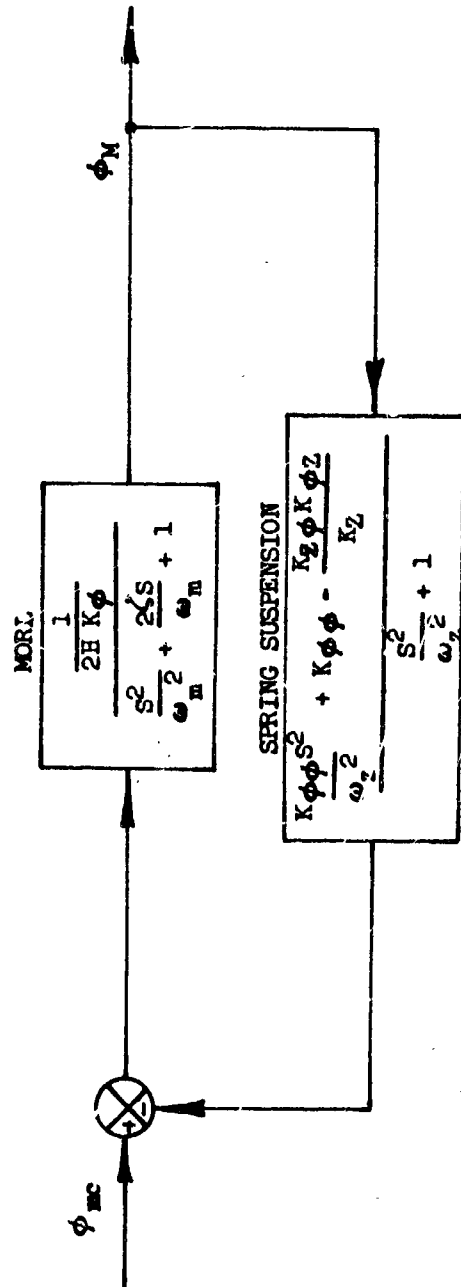 MORL
1
2H Kϕ
S² + 2ζS + 1
ωm² ωm
ϕM
ϕmc
+
−
SPRING SUSPENSION
KϕϕS² + Kϕϕ - KZϕKϕZ
ωz² KZ
S² + 1
ωz²